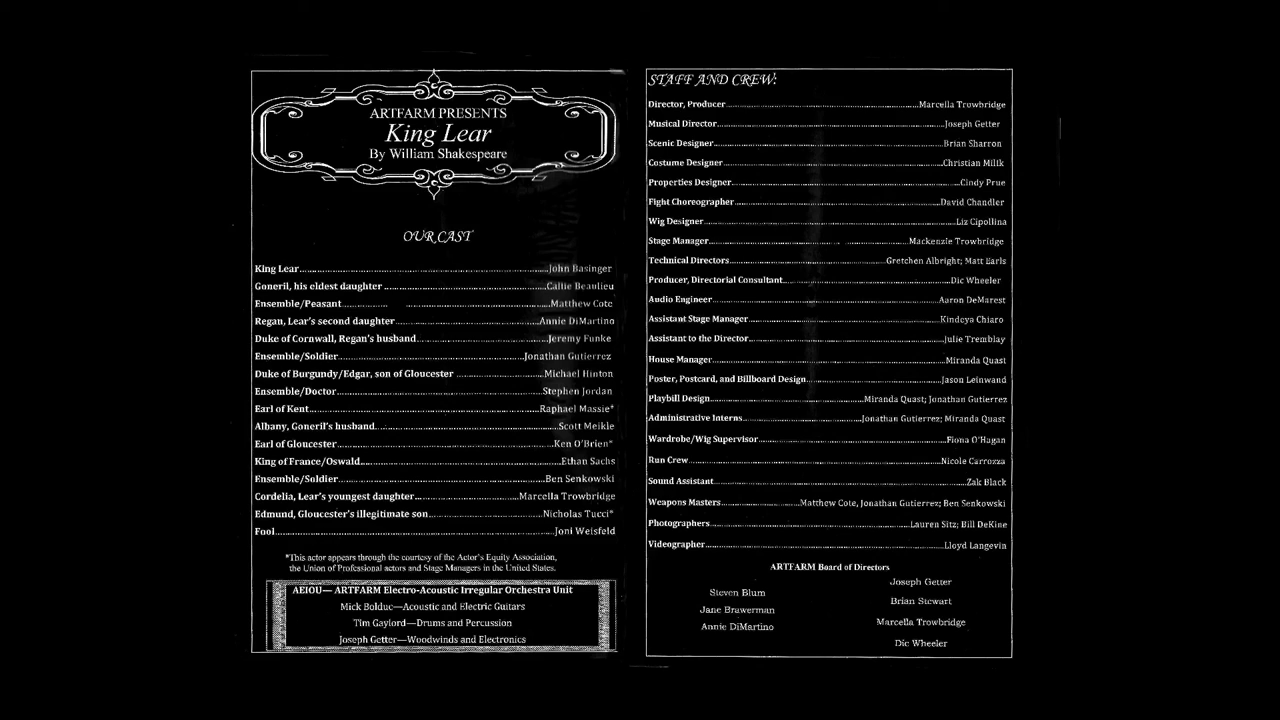 ARTFARM PRESENTS
King Lear
By William Shakespeare
OUR CAST
King Lear................John Basinger
Goneril, his eldest daughter................Callie Beaulieu
Ensemble/Peasant................Matthew Cote
Regan, Lear's second daughter................Annie DiMartino
Duke of Cornwall, Regan's husband................Jeremy Funke
Ensemble/Soldier................Jonathan Gutierrez
Duke of Burgundy/Edgar, son of Gloucester................Michael Hinton
Ensemble/Doctor................Stephen Jordan
Earl of Kent................Raphael Massie*
Albany, Goneril's husband................Scott Meikle
Earl of Gloucester................Ken O'Brien*
King of France/Oswald................Ethan Sachs
Ensemble/Soldier................Ben Senkowski
Cordelia, Lear's youngest daughter................Marcella Trowbridge
Edmund, Gloucester's illegitimate son................Nicholas Tucci*
Fool................Joni Weisfeld
*This actor appears through the courtesy of the Actor's Equity Association,
the Union of Professional actors and Stage Managers in the United States.
AEIOU— ARTFARM Electro-Acoustic Irregular Orchestra Unit
Mick Bolduc—Acoustic and Electric Guitars
Tim Gaylord—Drums and Percussion
Joseph Getter—Woodwinds and Electronics
STAFF AND CREW:
Director, Producer................Marcella Trowbridge
Musical Director................Joseph Getter
Scenic Designer................Brian Sharron
Costume Designer................Christian Milik
Properties Designer................Cindy Prue
Fight Choreographer................David Chandler
Wig Designer................Liz Cipollina
Stage Manager................Mackenzie Trowbridge
Technical Directors................Gretchen Albright; Matt Earls
Producer, Directorial Consultant................Dic Wheeler
Audio Engineer................Aaron DeMarest
Assistant Stage Manager................Kindeya Chiaro
Assistant to the Director................Julie Tremblay
House Manager................Miranda Quast
Poster, Postcard, and Billboard Design................Jason Leinwand
Playbill Design................Miranda Quast; Jonathan Gutierrez
Administrative Interns................Jonathan Gutierrez; Miranda Quast
Wardrobe/Wig Supervisor................Fiona O'Hagan
Run Crew................Nicole Carrozza
Sound Assistant................Zak Black
Weapons Masters................Matthew Cote, Jonathan Gutierrez; Ben Senkowski
Photographers................Lauren Sitz; Bill DeKine
Videographer................Lloyd Langevin
ARTFARM Board of Directors
Steven Blum
Jane Brawerman
Annie DiMartino
Joseph Getter
Brian Stewart
Marcella Trowbridge
Dic Wheeler